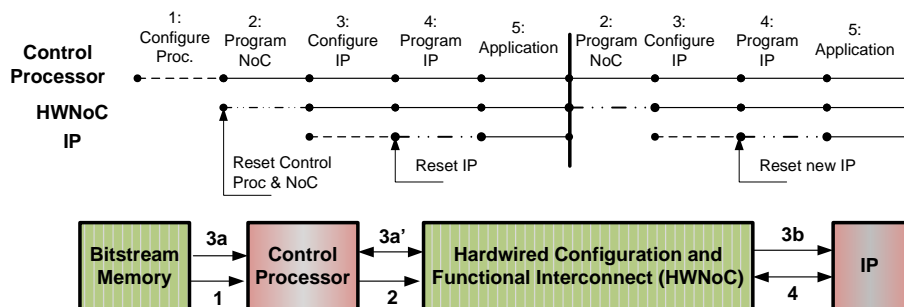 1:
Configure
Proc.
2:
Program
NoC
3:
Configure
IP
4:
Program
IP
5:
Application
2:
Program
NoC
3:
Configure
IP
4:
Program
IP
5:
Application
Control
Processor
HWNoC
IP
Reset Control
Proc & NoC
Reset IP
Reset new IP
Bitstream
Memory
3a
1
Control
Processor
3a'
2
Hardwired Configuration and
Functional Interconnect (HWNoC)
3b
4
IP